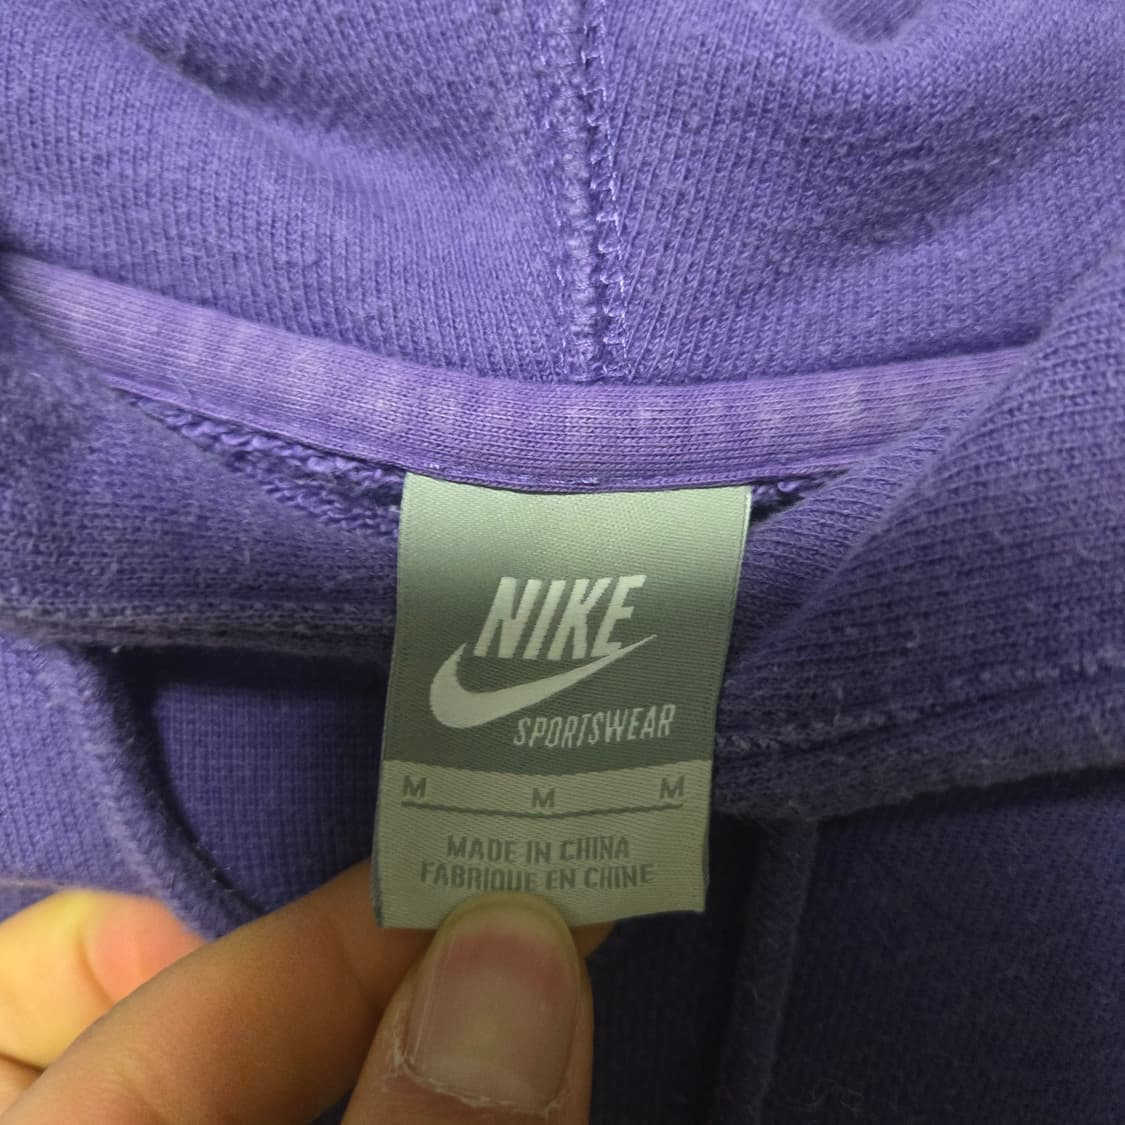 NIKE
SPORTSWEAR
M M M
MADE IN CHINA
FABRIQUE EN CHINE